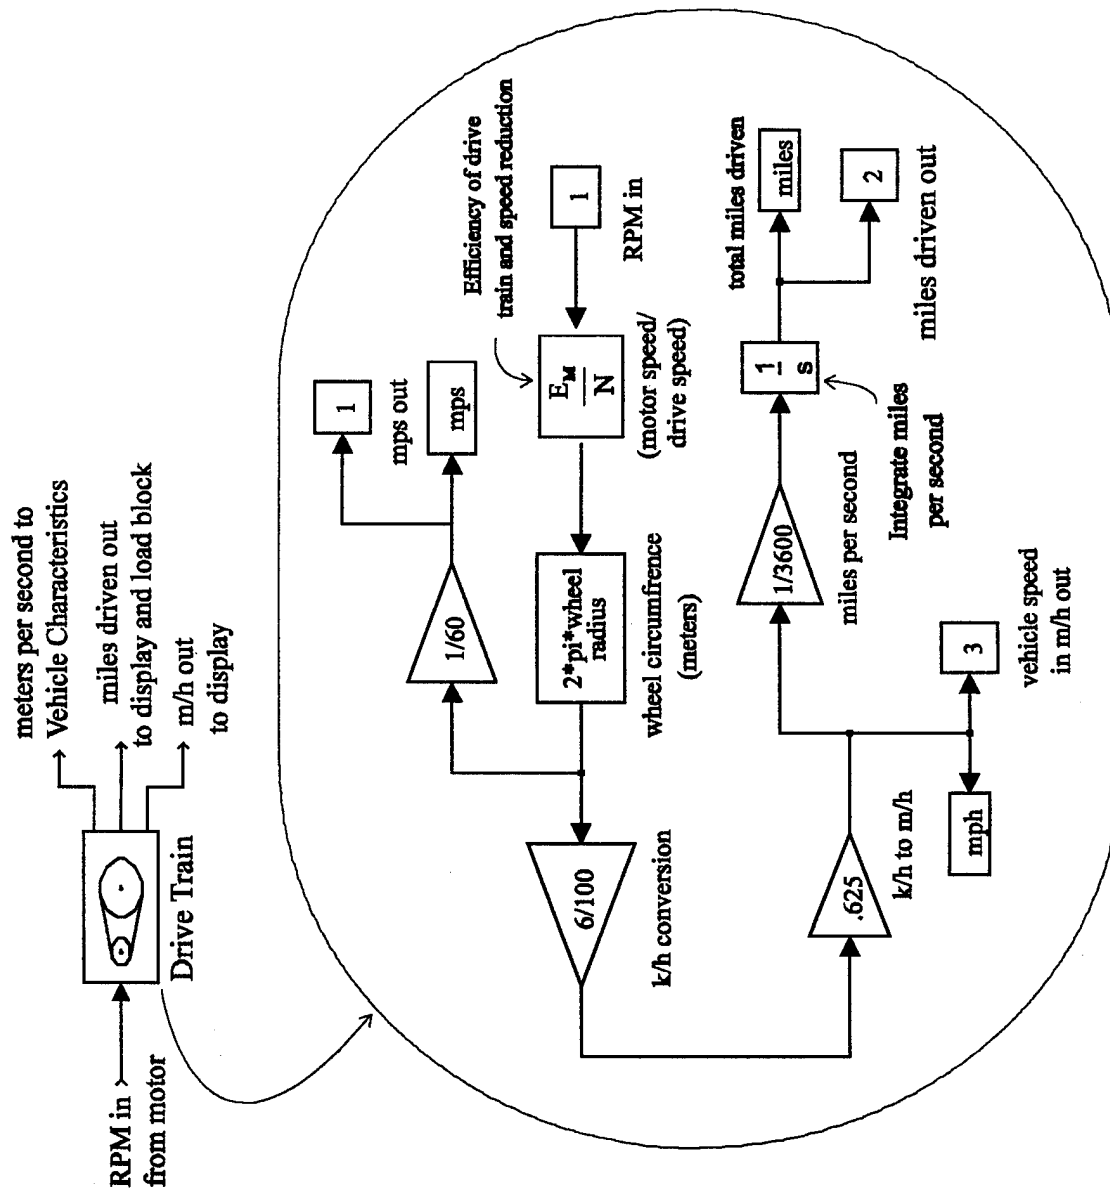 RPM in
from motor
Drive Train
meters per second to
Vehicle Characteristics
miles driven out
to display and load block
m/h out
to display
1
mps out
mps
1/60
Efficiency of drive
train and speed reduction
1
RPM in
E_M
N
(motor speed/
drive speed)
2*pi*wheel
radius
wheel circumfrence
(meters)
6/100
k/h conversion
.625
k/h to m/h
mph
3
vehicle speed
in m/h out
1/3600
miles per second
1
s
Integrate miles
per second
total miles driven
miles
2
miles driven out